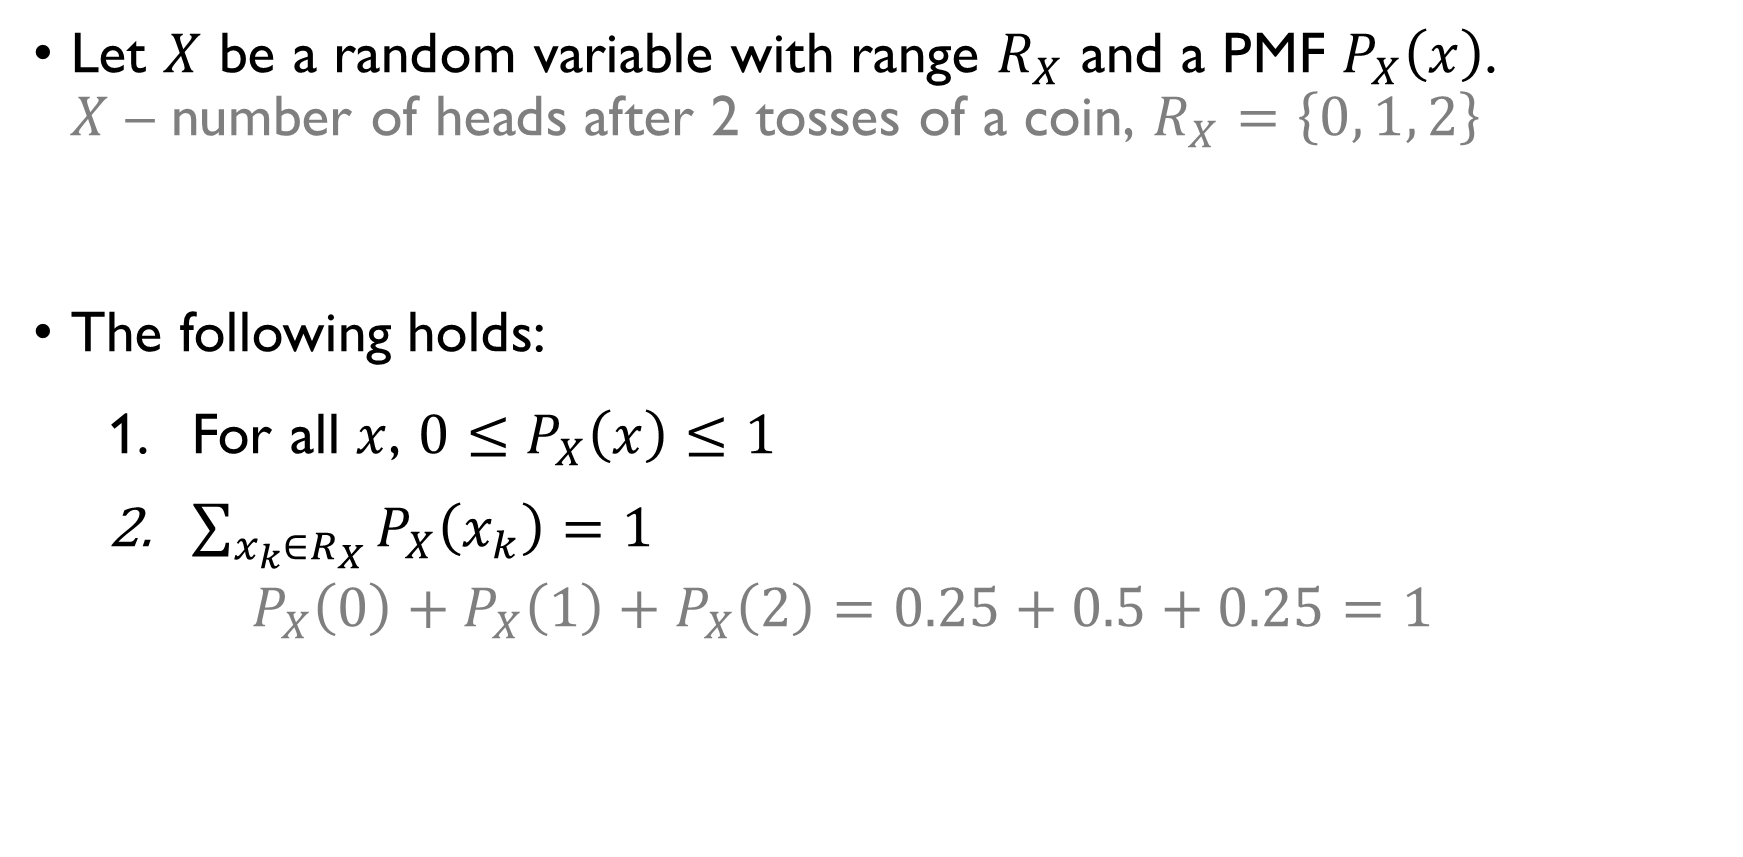 • Let 𝑋 be a random variable with range 𝑅_𝑋 and a PMF 𝑃_𝑋(𝑥).
𝑋 – number of heads after 2 tosses of a coin, 𝑅_𝑋 = {0, 1, 2}
• The following holds:
1. For all 𝑥, 0 ≤ 𝑃_𝑋(𝑥) ≤ 1
2. ∑_{𝑥_𝑘∈𝑅_𝑋} 𝑃_𝑋(𝑥_𝑘) = 1
𝑃_𝑋(0) + 𝑃_𝑋(1) + 𝑃_𝑋(2) = 0.25 + 0.5 + 0.25 = 1